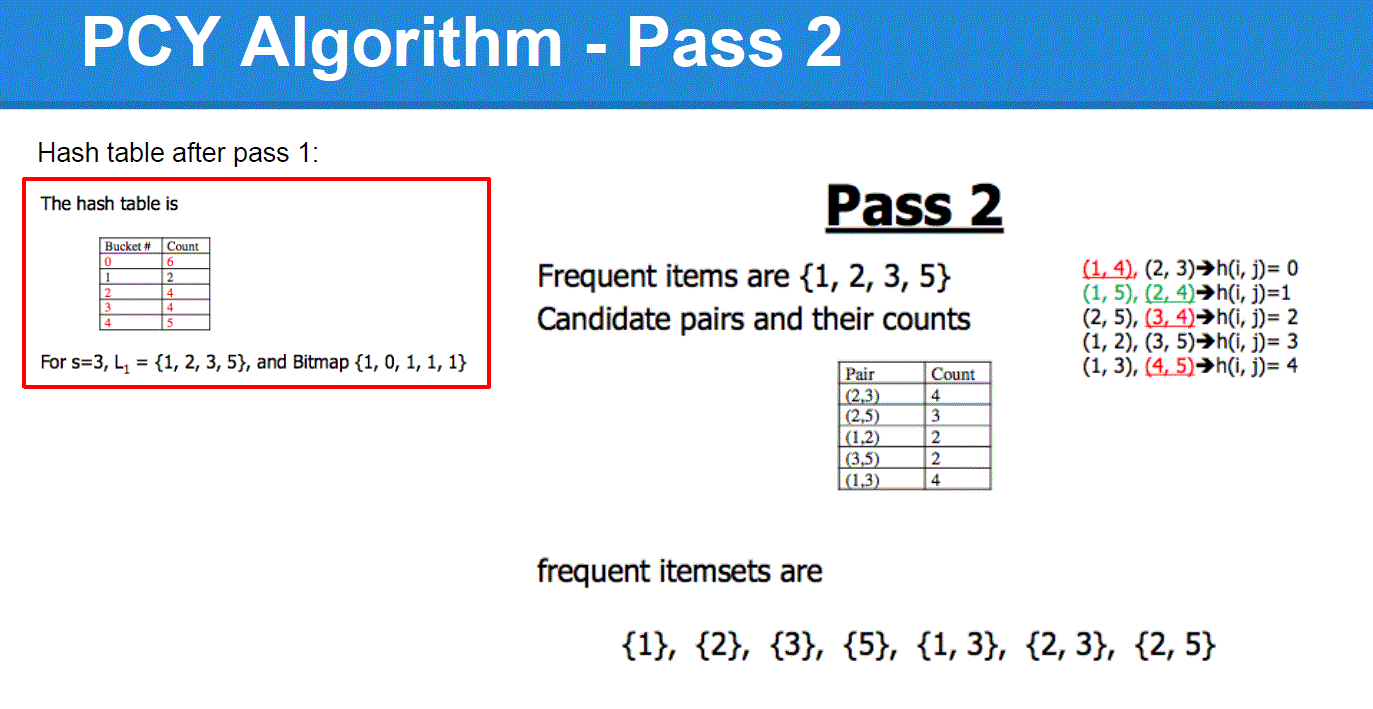 PCY Algorithm - Pass 2
Hash table after pass 1:
The hash table is
Bucket # Count
0 6
1 2
2 4
3 4
4 5
For s=3, L1 = {1, 2, 3, 5}, and Bitmap {1, 0, 1, 1, 1}
Pass 2
Frequent items are {1, 2, 3, 5}
Candidate pairs and their counts
Pair Count
(2,3) 4
(2,5) 3
(1,2) 2
(3,5) 2
(1,3) 4
(1, 4), (2, 3)➔h(i, j)= 0
(1, 5), (2, 4)➔h(i, j)=1
(2, 5), (3, 4)➔h(i, j)= 2
(1, 2), (3, 5)➔h(i, j)= 3
(1, 3), (4, 5)➔h(i, j)= 4
frequent itemsets are
{1}, {2}, {3}, {5}, {1, 3}, {2, 3}, {2, 5}